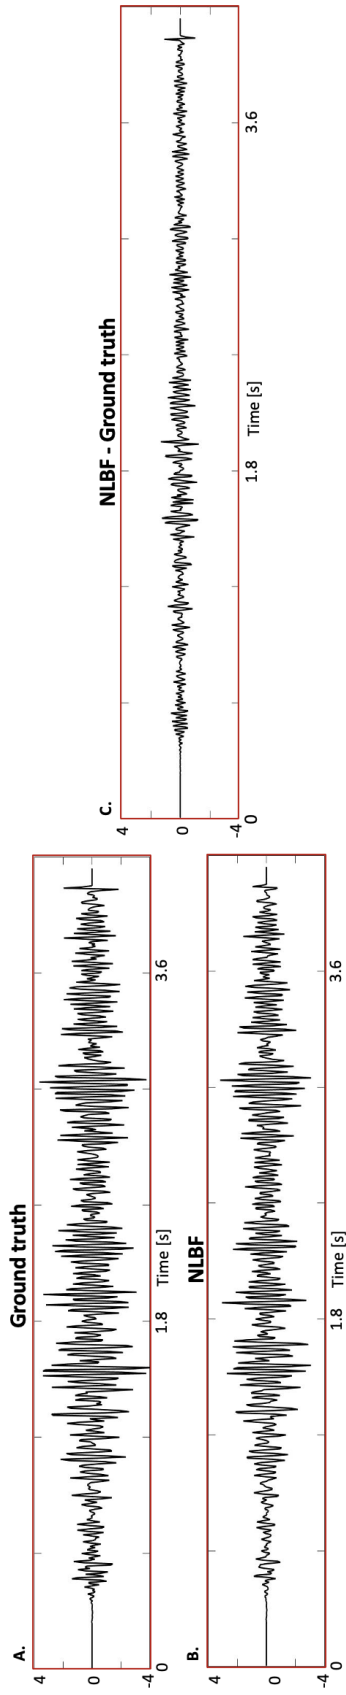 A.
Ground truth
4
0
-4
0
1.8
3.6
Time [s]
B.
NLBF
4
0
-4
0
1.8
3.6
Time [s]
C.
NLBF - Ground truth
4
0
-4
0
1.8
3.6
Time [s]